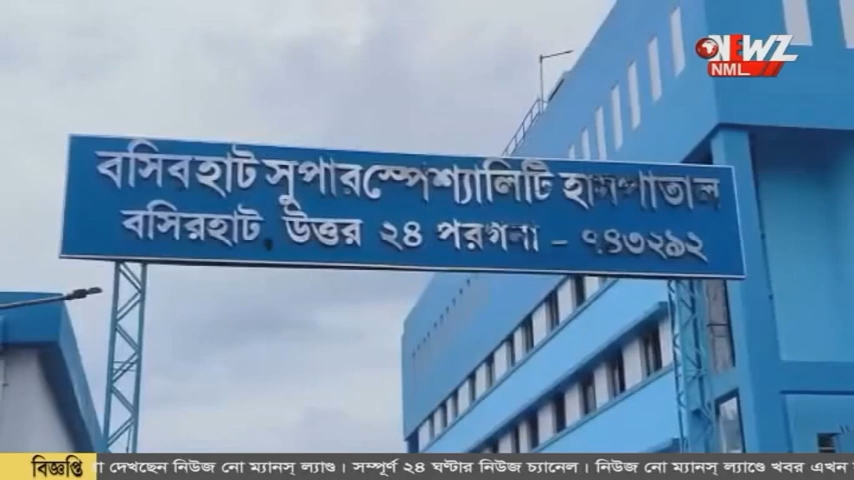 NEWZ
NML
বসিরহাট সুপারস্পেশ্যালিটি হাসপাতাল
বসিরহাট, উত্তর ২৪ পরগনা - ৭৪৩২৯২
বিজ্ঞপ্তি
দেখছেন নিউজ নো ম্যানস্ ল্যাণ্ড। সম্পূর্ণ ২৪ ঘণ্টার নিউজ চ্যানেল। নিউজ নো ম্যানস্ ল্যাণ্ডে খবর এখন